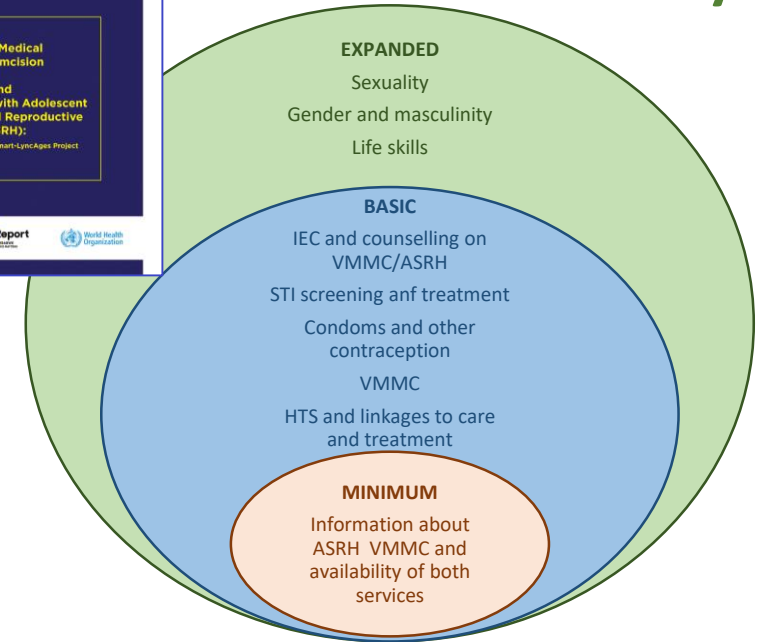 Medical
mcision
nd
with Adolescent
l Reproductive
RH):
mart-LyncAges Project
Report
World Health
Organization
EXPANDED
Sexuality
Gender and masculinity
Life skills
BASIC
IEC and counselling on
VMMC/ASRH
STI screening anf treatment
Condoms and other
contraception
VMMC
HTS and linkages to care
and treatment
MINIMUM
Information about
ASRH VMMC and
availability of both
services